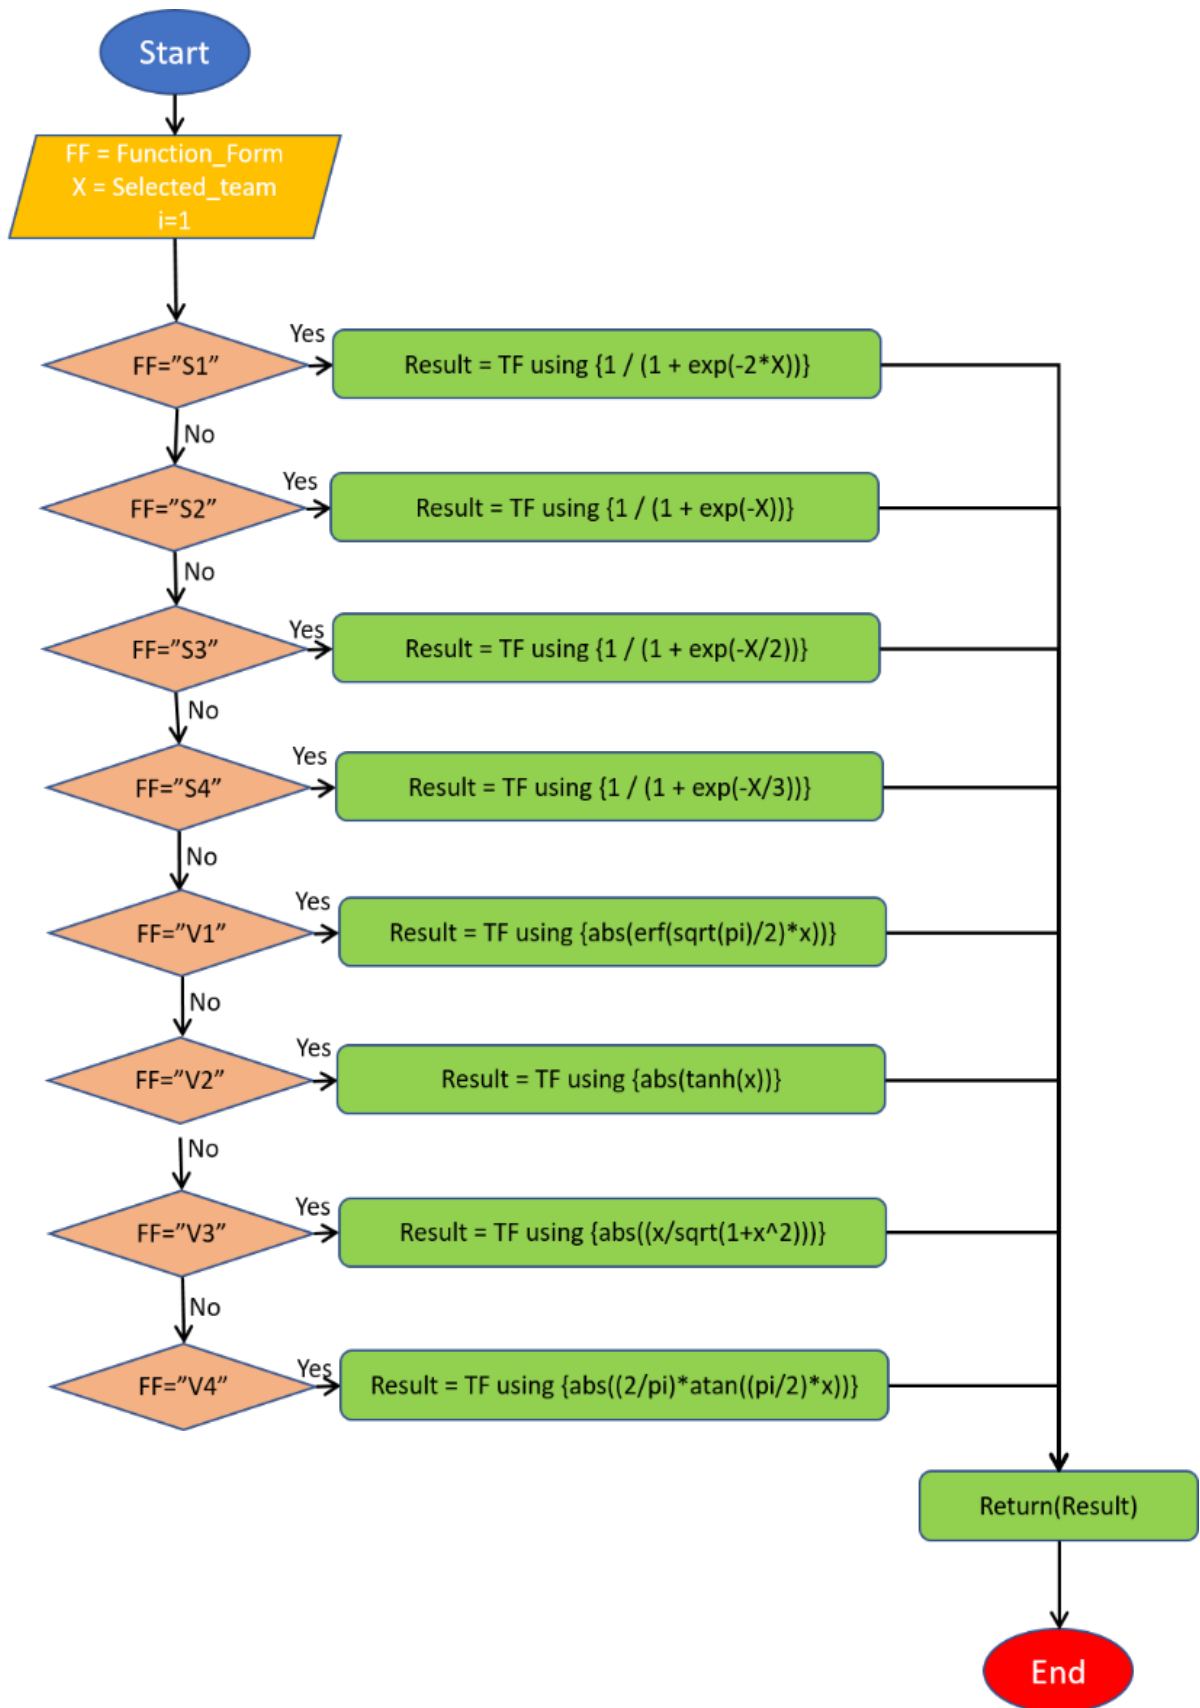 Start
FF = Function_Form
X = Selected_team
i=1
FF=”S1”
Yes
Result = TF using {1 / (1 + exp(-2*X))}
No
FF=”S2”
Yes
Result = TF using {1 / (1 + exp(-X))}
No
FF=”S3”
Yes
Result = TF using {1 / (1 + exp(-X/2))}
No
FF=”S4”
Yes
Result = TF using {1 / (1 + exp(-X/3))}
No
FF=”V1”
Yes
Result = TF using {abs(erf(sqrt(pi)/2)*x))}
No
FF=”V2”
Yes
Result = TF using {abs(tanh(x))}
No
FF=”V3”
Yes
Result = TF using {abs((x/sqrt(1+x^2)))}
No
FF=”V4”
Yes
Result = TF using {abs((2/pi)*atan((pi/2)*x))}
Return(Result)
End